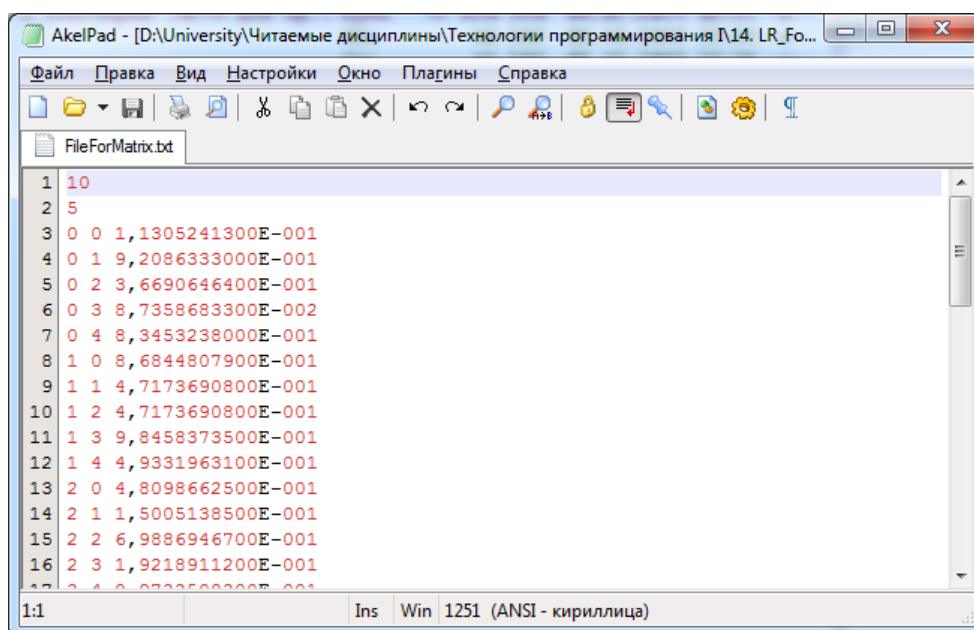 AkelPad - [D:\University\Читаемые дисциплины\Технологии программирования I\14. LR_Fo...
Файл Правка Вид Настройки Окно Плагины Справка
FileForMatrix.txt
1 10
2 5
3 0 0 1,1305241300E-001
4 0 1 9,2086333000E-001
5 0 2 3,6690646400E-001
6 0 3 8,7358683300E-002
7 0 4 8,3453238000E-001
8 1 0 8,6844807900E-001
9 1 1 4,7173690800E-001
10 1 2 4,7173690800E-001
11 1 3 9,8458373500E-001
12 1 4 4,9331963100E-001
13 2 0 4,8098662500E-001
14 2 1 1,5005138500E-001
15 2 2 6,9886946700E-001
16 2 3 1,9218911200E-001
1:1 Ins Win 1251 (ANSI - кириллица)